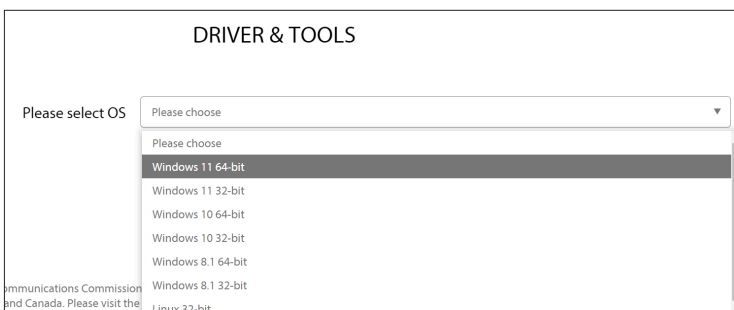 DRIVER & TOOLS
Please select OS
Please choose
Please choose
Windows 11 64-bit
Windows 11 32-bit
Windows 10 64-bit
Windows 10 32-bit
Windows 8.1 64-bit
Windows 8.1 32-bit
Linux 32-bit
ommunications Commission
and Canada. Please visit the